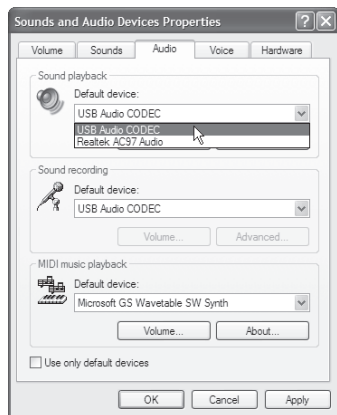 Sounds and Audio Devices Properties
Volume Sounds Audio Voice Hardware
Sound playback
Default device:
USB Audio CODEC
USB Audio CODEC
Realtek AC97 Audio
Sound recording
Default device:
USB Audio CODEC
Volume... Advanced...
MIDI music playback
Default device:
Microsoft GS Wavetable SW Synth
Volume... About...
Use only default devices
OK Cancel Apply